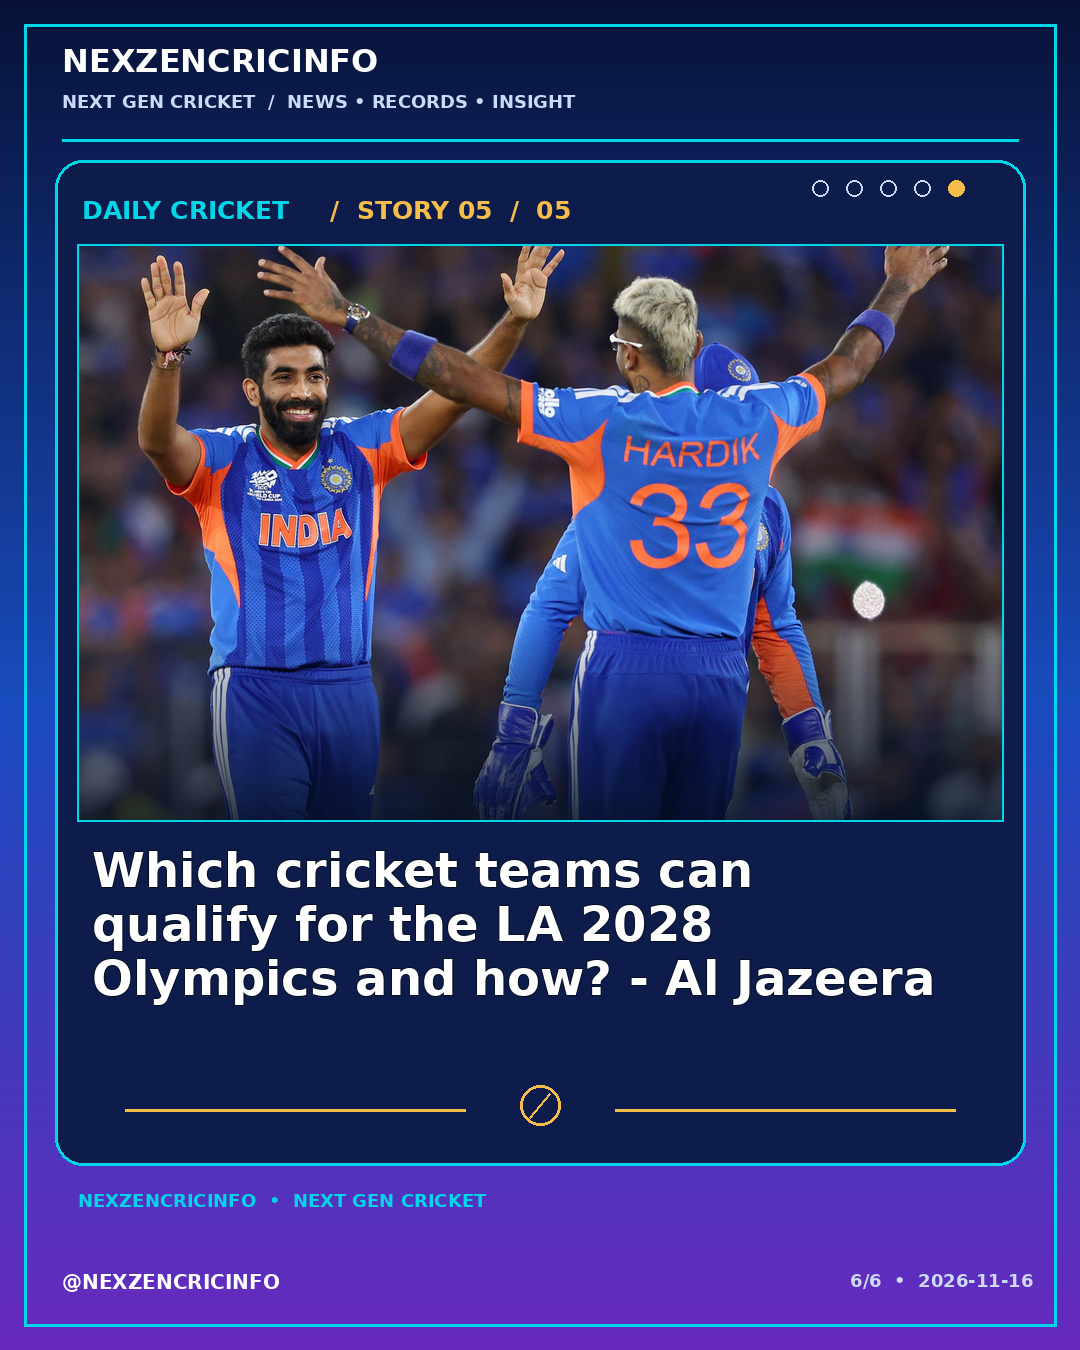 NEXZENCRICINFO
NEXT GEN CRICKET / NEWS • RECORDS • INSIGHT
DAILY CRICKET / STORY 05 / 05
HARDIK
33
INDIA
Which cricket teams can
qualify for the LA 2028
Olympics and how? - Al Jazeera
NEXZENCRICINFO • NEXT GEN CRICKET
@NEXZENCRICINFO
6/6 • 2026-11-16